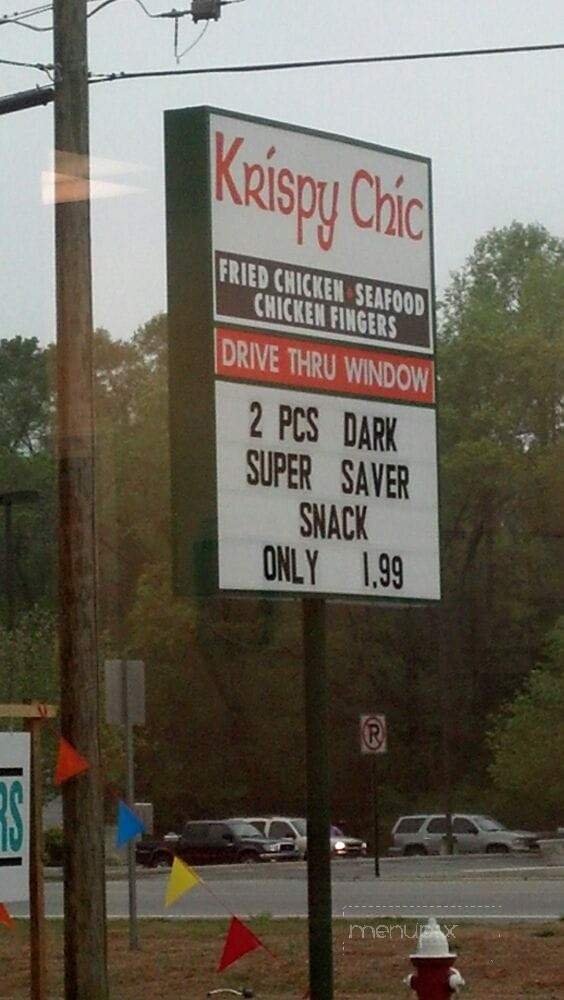 Krispy Chic
FRIED CHICKEN • SEAFOOD
CHICKEN FINGERS
DRIVE THRU WINDOW
2 PCS DARK
SUPER SAVER
SNACK
ONLY 1.99
R
RS
menupix